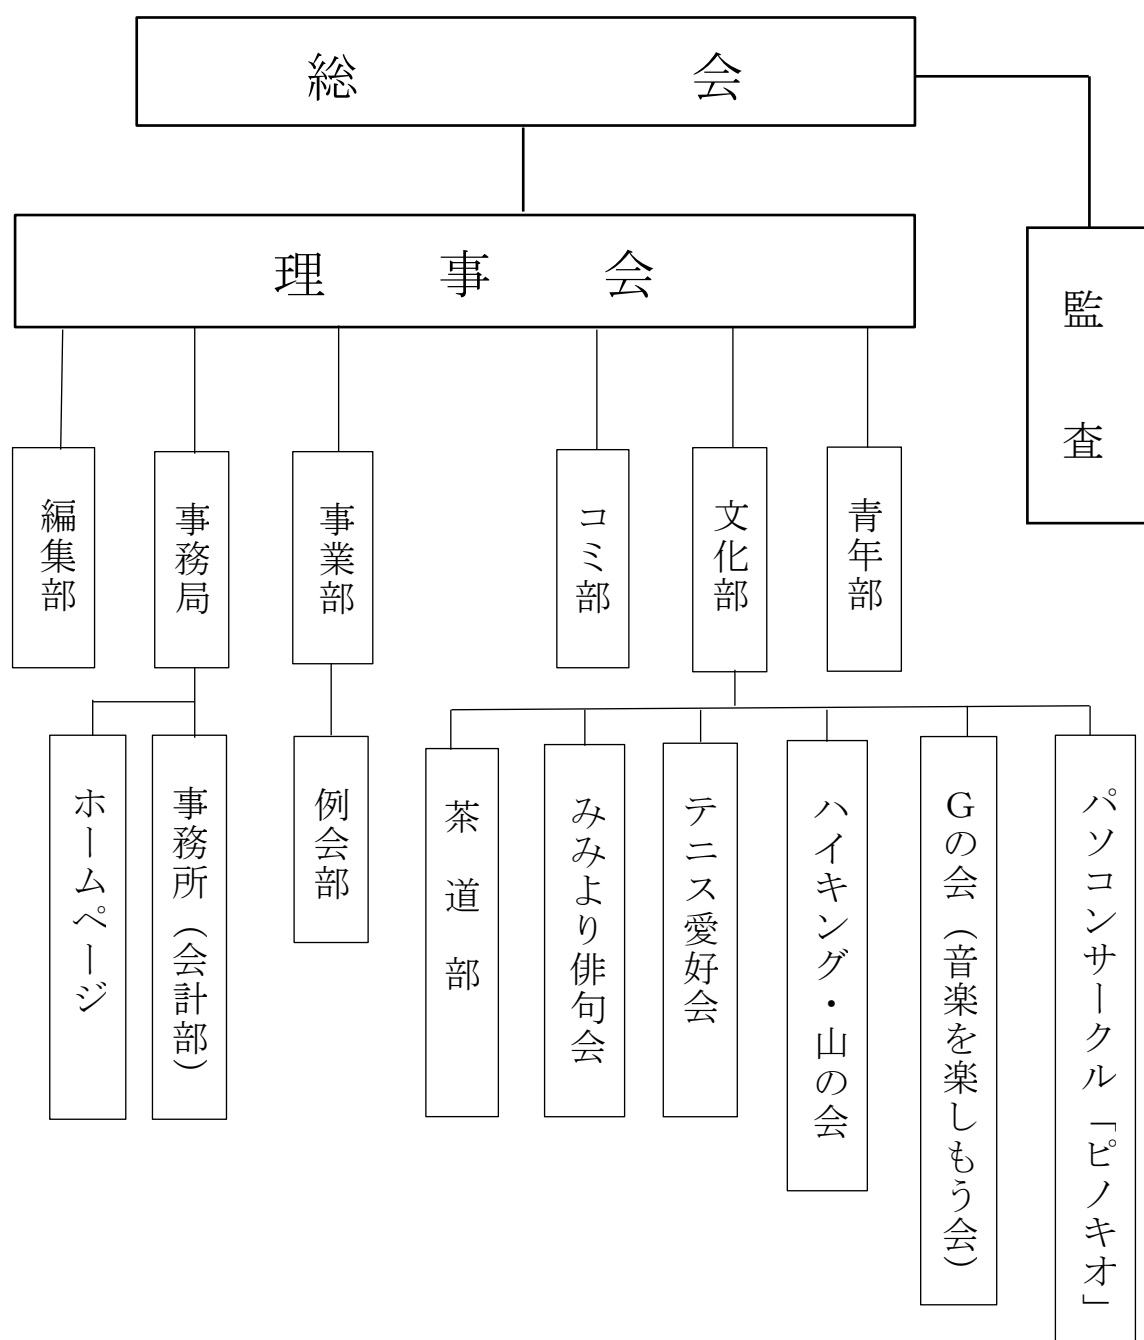 総会
理事会
監査
編集部
事務局
事業部
コミ部
文化部
青年部
ホームページ
事務所(会計部)
例会部
茶道部
みみより俳句会
テニス愛好会
ハイキング・山の会
Gの会(音楽を楽しもう会)
パソコンサークル「ピノキオ」